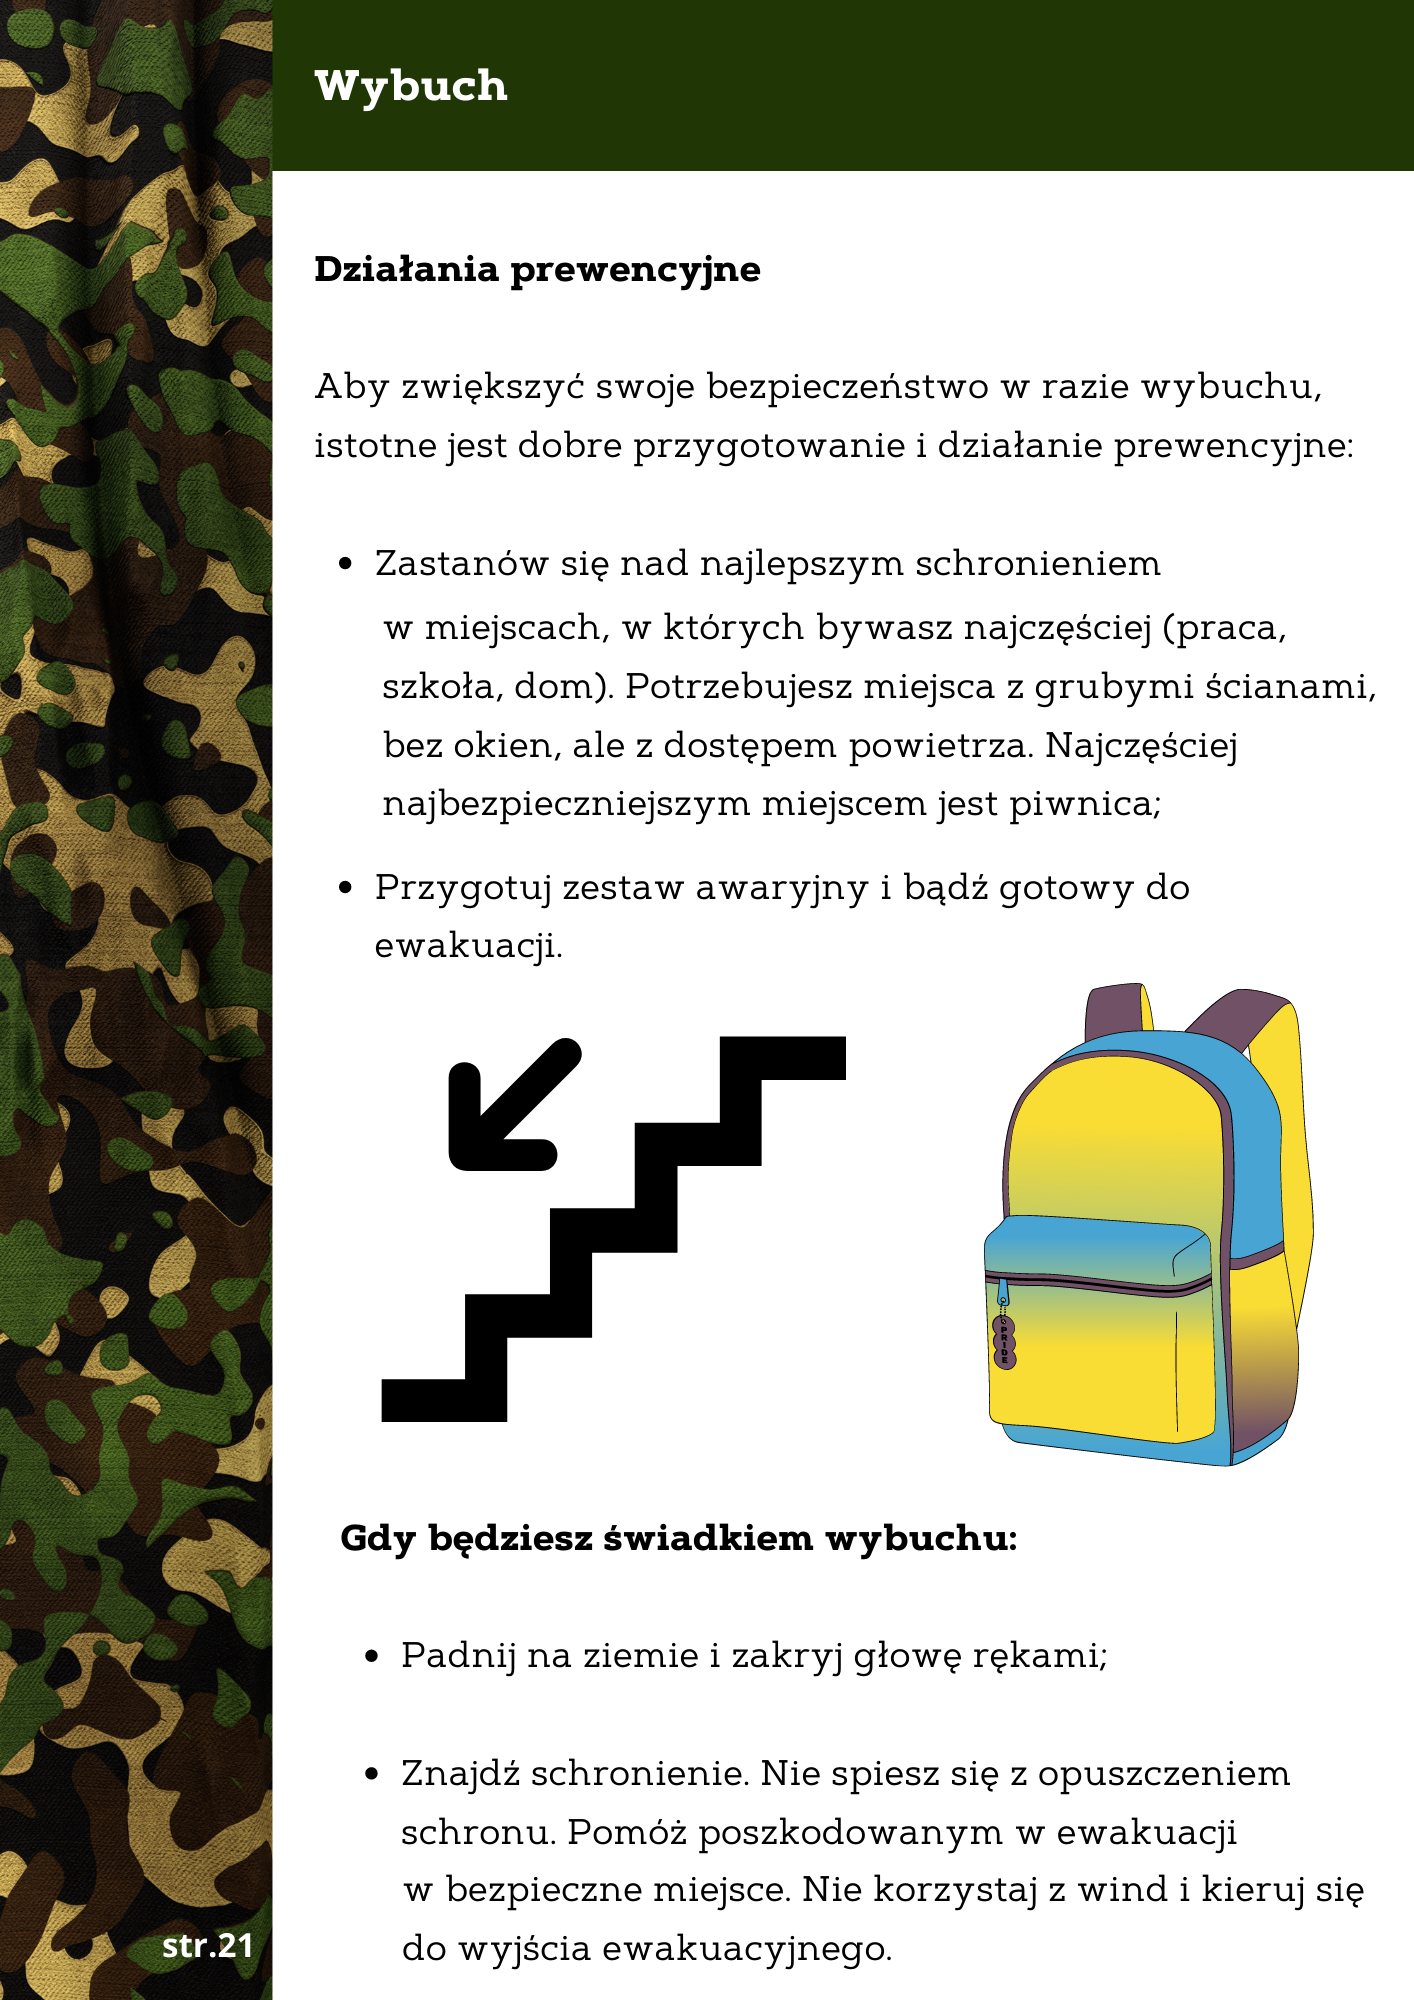 Wybuch
Działania prewencyjne
Aby zwiększyć swoje bezpieczeństwo w razie wybuchu,
istotne jest dobre przygotowanie i działanie prewencyjne:
• Zastanów się nad najlepszym schronieniem
w miejscach, w których bywasz najczęściej (praca,
szkoła, dom). Potrzebujesz miejsca z grubymi ścianami,
bez okien, ale z dostępem powietrza. Najczęściej
najbezpieczniejszym miejscem jest piwnica;
• Przygotuj zestaw awaryjny i bądź gotowy do
ewakuacji.
PRIDE
Gdy będziesz świadkiem wybuchu:
• Padnij na ziemie i zakryj głowę rękami;
• Znajdź schronienie. Nie spiesz się z opuszczeniem
schronu. Pomóż poszkodowanym w ewakuacji
w bezpieczne miejsce. Nie korzystaj z wind i kieruj się
do wyjścia ewakuacyjnego.
str.21